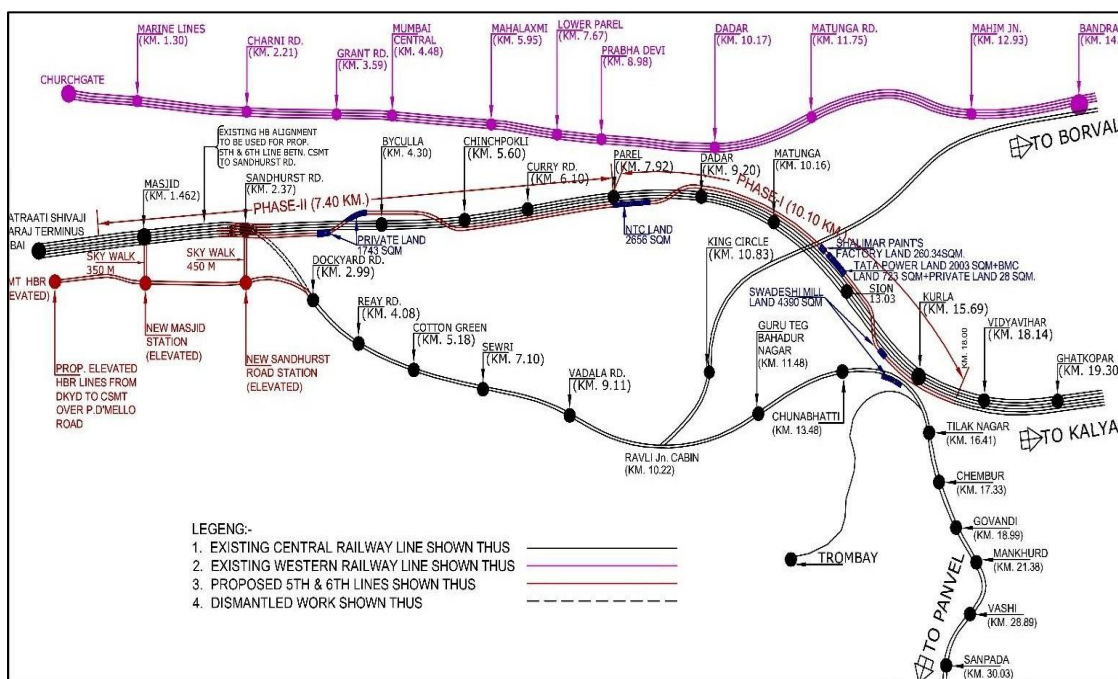 MARINE LINES
(KM. 1.30)
CHARNI RD.
(KM. 2.21)
GRANT RD.
(KM. 3.59)
MUMBAI
CENTRAL
(KM. 4.48)
MAHALAXMI
(KM. 5.95)
LOWER PAREL
(KM. 7.67)
PRABHA DEVI
(KM. 8.98)
DADAR
(KM. 10.17)
MATUNGA RD.
(KM. 11.75)
MAHIM JN.
(KM. 12.93)
BANDRA
(KM. 14.
CHURCHGATE
TO BORVAL
EXISTING HB ALIGNMENT
TO BE USED FOR PROP.
5TH & 6TH LINE BETN. CSMT
TO SANDHURST RD.
MASJID
(KM. 1.462)
SANDHURST RD.
(KM. 2.37)
BYCULLA
(KM. 4.30)
CHINCHPOKLI
(KM. 5.60)
CURRY RD.
(KM. 6.10)
PAREL
(KM. 7.92)
DADAR
(KM. 9.20)
MATUNGA
(KM. 10.16)
PHASE-II (7.40 KM.)
PHASE-I (10.10 KM.)
ATRAATI SHIVAJI
ARAJ TERMINUS
BAI
PRIVATE LAND
1743 SQM
NTC LAND
2656 SQM
KING CIRCLE
(KM. 10.83)
SHALIMAR PAINT'S
FACTORY LAND 260.34SQM.
TATA POWER LAND 2003 SQM+BMC
LAND 723 SQM+PRIVATE LAND 28 SQM.
SION
13.03
SWADESHI MILL
LAND 4390 SQM
KURLA
(KM. 15.69)
KM. 18.00
VIDYAVIHAR
(KM. 18.14)
GHATKOPAR
(KM. 19.30
TO KALYA
SKY WALK
350 M
SKY WALK
450 M
MT HBR
EVATED)
NEW MASJID
STATION
(ELEVATED)
NEW SANDHURST
ROAD STATION
(ELEVATED)
PROP. ELEVATED
HBR LINES FROM
DKYD TO CSMT
OVER P.D'MELLO
ROAD
DOCKYARD RD.
(KM. 2.99)
REAY RD.
(KM. 4.08)
COTTON GREEN
(KM. 5.18)
SEWRI
(KM. 7.10)
VADALA RD.
(KM. 9.11)
RAVLI Jn. CABIN
(KM. 10.22)
GURU TEG
BAHADUR
NAGAR
(KM. 11.48)
CHUNABHATTI
(KM. 13.48)
TILAK NAGAR
(KM. 16.41)
CHEMBUR
(KM. 17.33)
GOVANDI
(KM. 18.99)
MANKHURD
(KM. 21.38)
VASHI
(KM. 28.89)
SANPADA
(KM. 30.03)
TO PANVEL
TROMBAY
LEGENG:-
1. EXISTING CENTRAL RAILWAY LINE SHOWN THUS
2. EXISTING WESTERN RAILWAY LINE SHOWN THUS
3. PROPOSED 5TH & 6TH LINES SHOWN THUS
4. DISMANTLED WORK SHOWN THUS